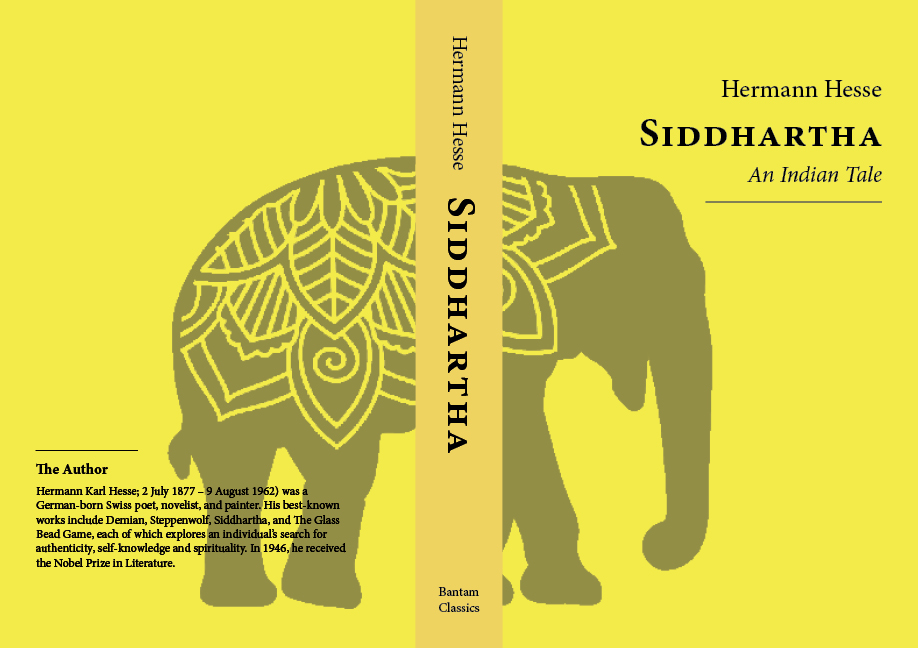 Hermann Hesse
SIDDHARTHA
An Indian Tale
Hermann Hesse
SIDDHARTHA
Bantam
Classics
The Author
Hermann Karl Hesse; 2 July 1877 – 9 August 1962) was a
German-born Swiss poet, novelist, and painter. His best-known
works include Demian, Steppenwolf, Siddhartha, and The Glass
Bead Game, each of which explores an individual's search for
authenticity, self-knowledge and spirituality. In 1946, he received
the Nobel Prize in Literature.